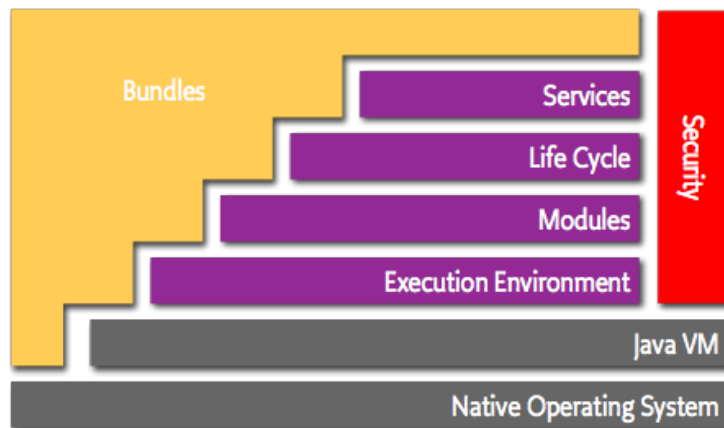 Bundles
Services
Life Cycle
Modules
Execution Environment
Security
Java VM
Native Operating System